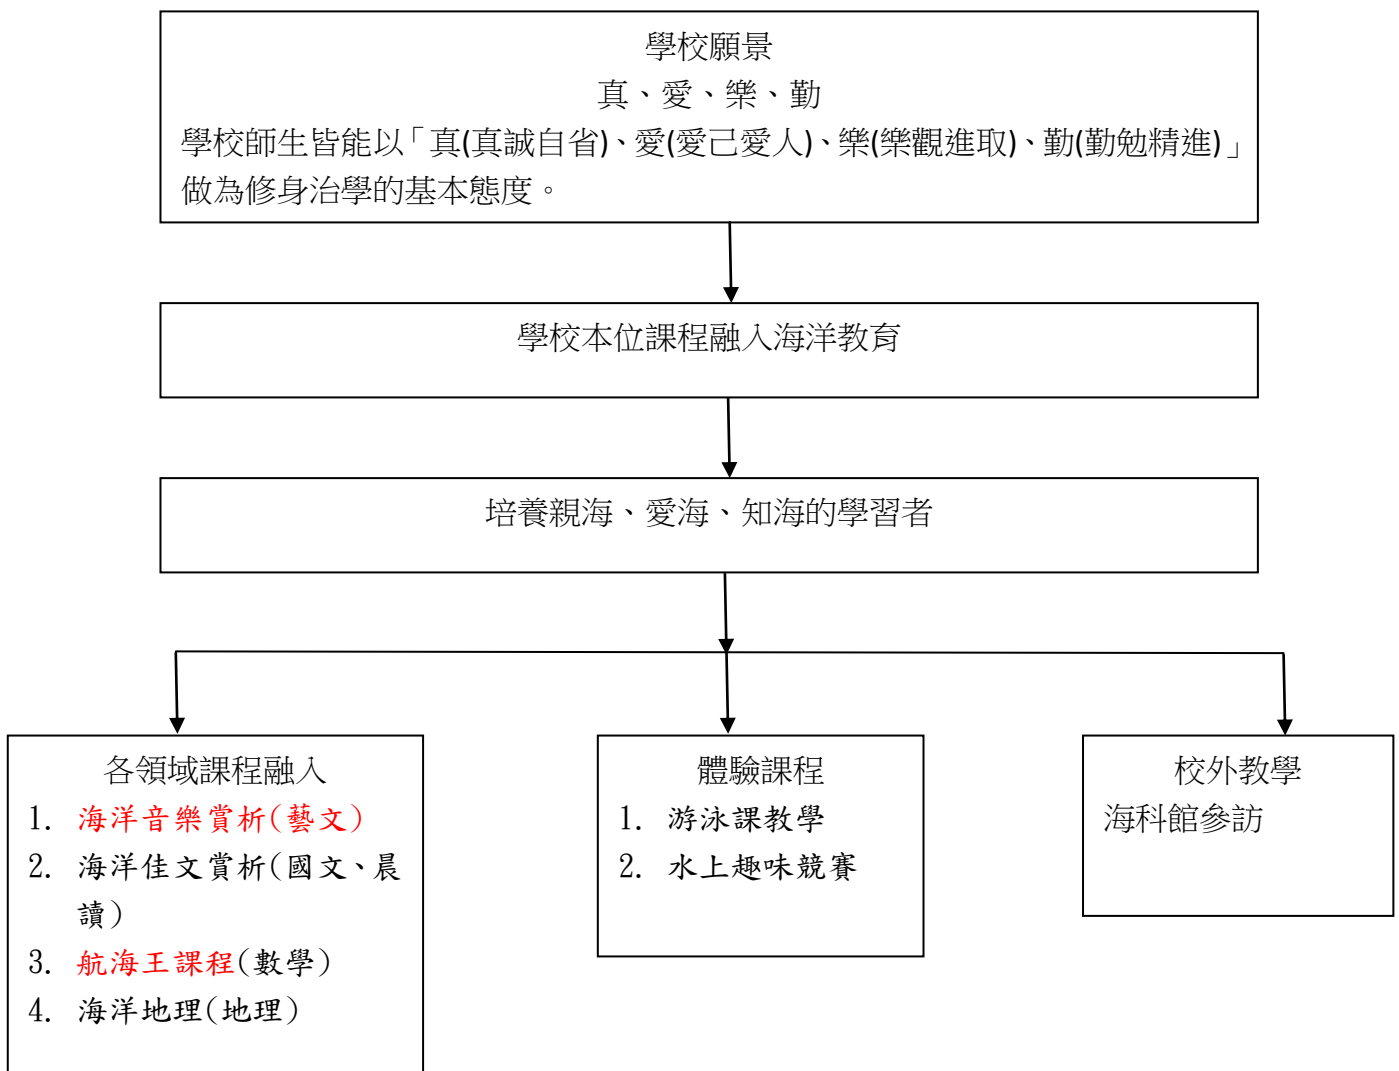 學校願景
真、愛、樂、勤
學校師生皆能以「真(真誠自省)、愛(愛己愛人)、樂(樂觀進取)、勤(勤勉精進)」
做為修身治學的基本態度。
學校本位課程融入海洋教育
培養親海、愛海、知海的學習者
各領域課程融入
1. 海洋音樂賞析(藝文)
2. 海洋佳文賞析(國文、晨
讀)
3. 航海王課程(數學)
4. 海洋地理(地理)
體驗課程
1. 游泳課教學
2. 水上趣味競賽
校外教學
海科館參訪